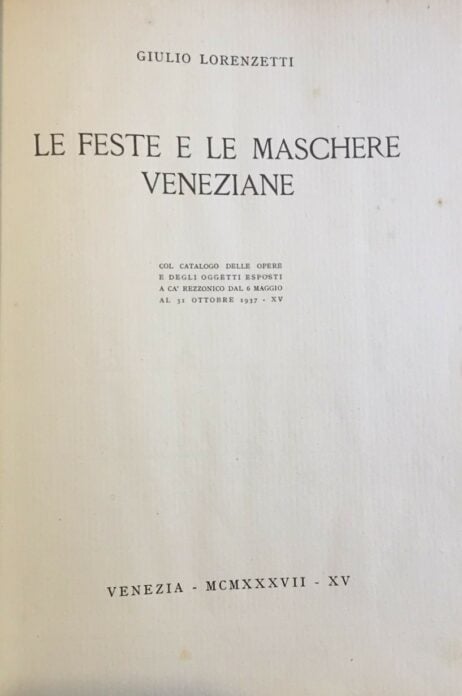 GIULIO LORENZETTI
LE FESTE E LE MASCHERE
VENEZIANE
COL CATALOGO DELLE OPERE
E DEGLI OGGETTI ESPOSTI
A CA' REZZONICO DAL 6 MAGGIO
AL 31 OTTOBRE 1937 - XV
VENEZIA - MCMXXXVII - XV